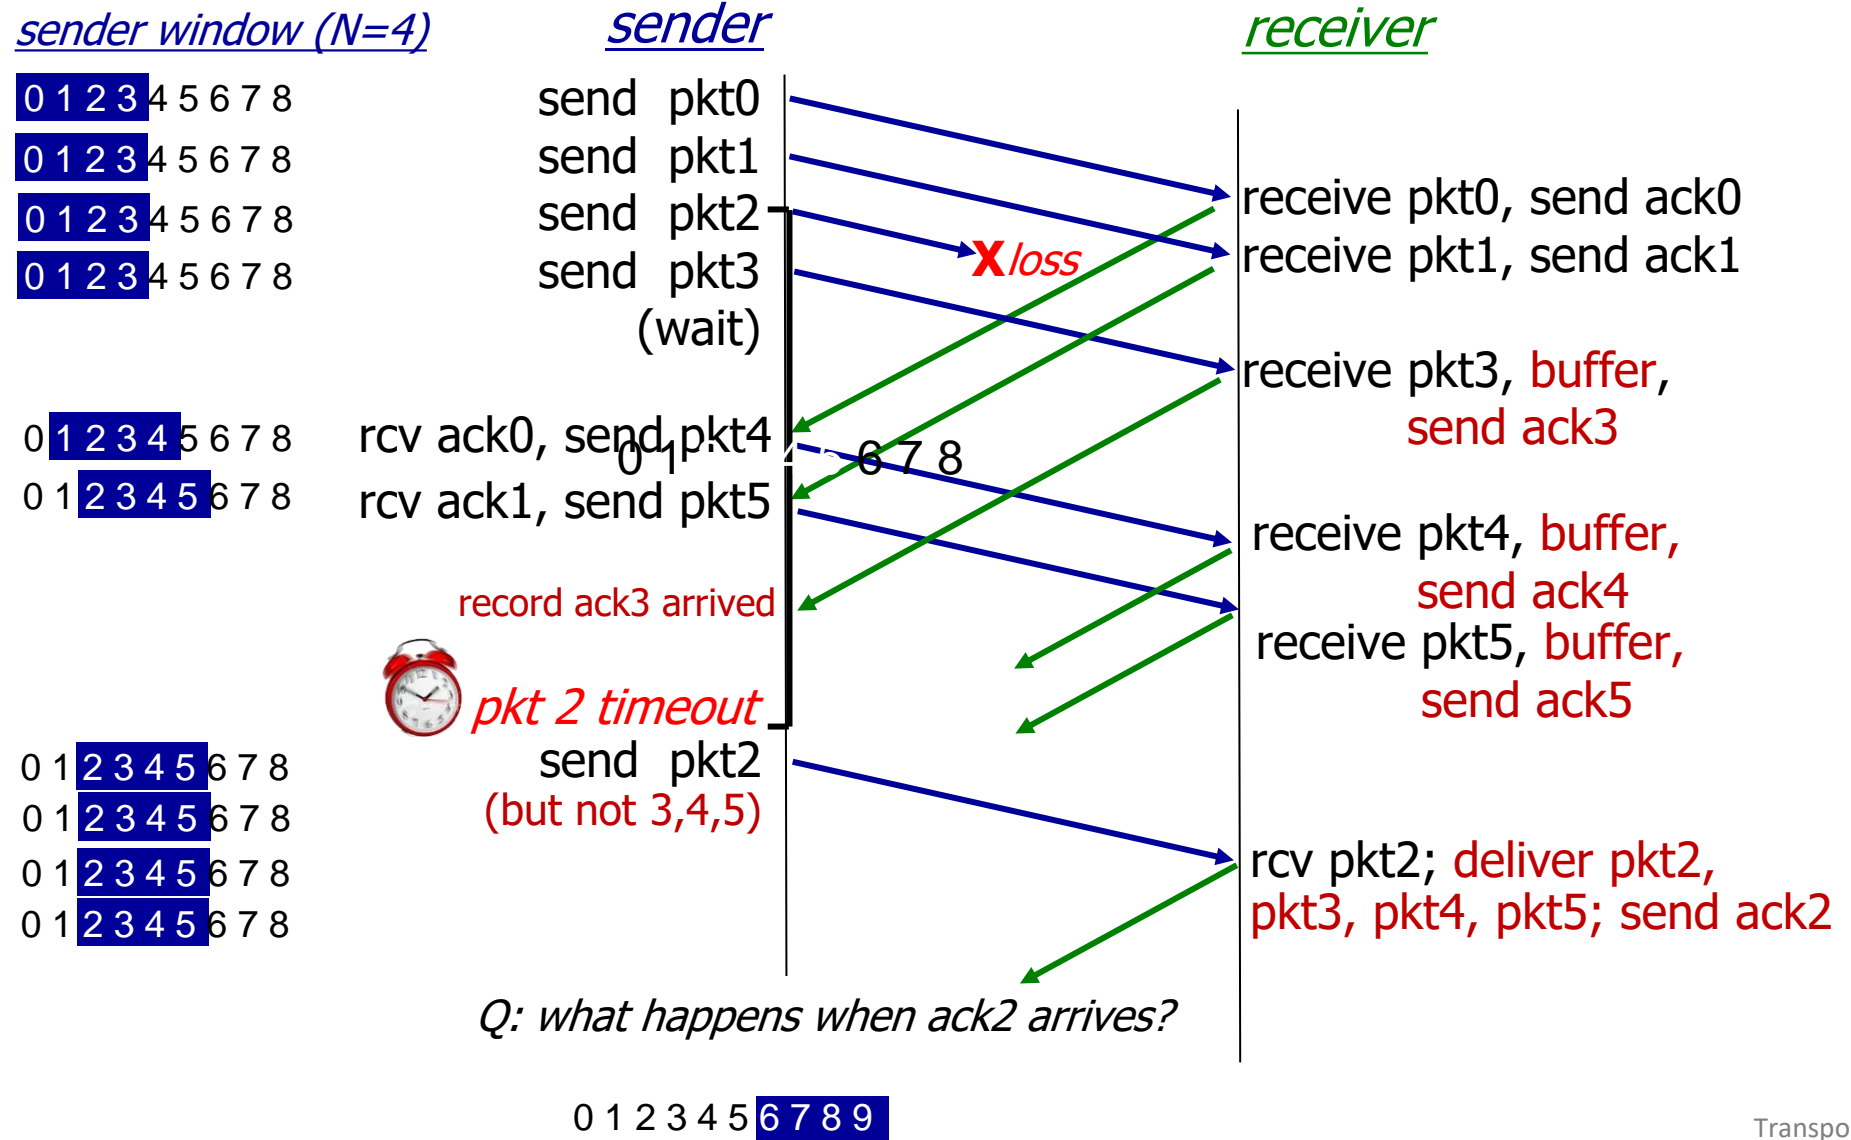 sender window (N=4) sender receiver
0 1 2 3 4 5 6 7 8 send pkt0
0 1 2 3 4 5 6 7 8 send pkt1
receive pkt0, send ack0
0 1 2 3 4 5 6 7 8 send pkt2
X loss
receive pkt1, send ack1
0 1 2 3 4 5 6 7 8 send pkt3
(wait)
receive pkt3, buffer,
send ack3
0 1 2 3 4 5 6 7 8 rcv ack0, send pkt4
0 1 4 5 6 7 8
0 1 2 3 4 5 6 7 8 rcv ack1, send pkt5
receive pkt4, buffer,
send ack4
record ack3 arrived
receive pkt5, buffer,
send ack5
pkt 2 timeout
0 1 2 3 4 5 6 7 8 send pkt2
0 1 2 3 4 5 6 7 8 (but not 3,4,5)
0 1 2 3 4 5 6 7 8 rcv pkt2; deliver pkt2,
0 1 2 3 4 5 6 7 8 pkt3, pkt4, pkt5; send ack2
Q: what happens when ack2 arrives?
0 1 2 3 4 5 6 7 8 9
Transpo